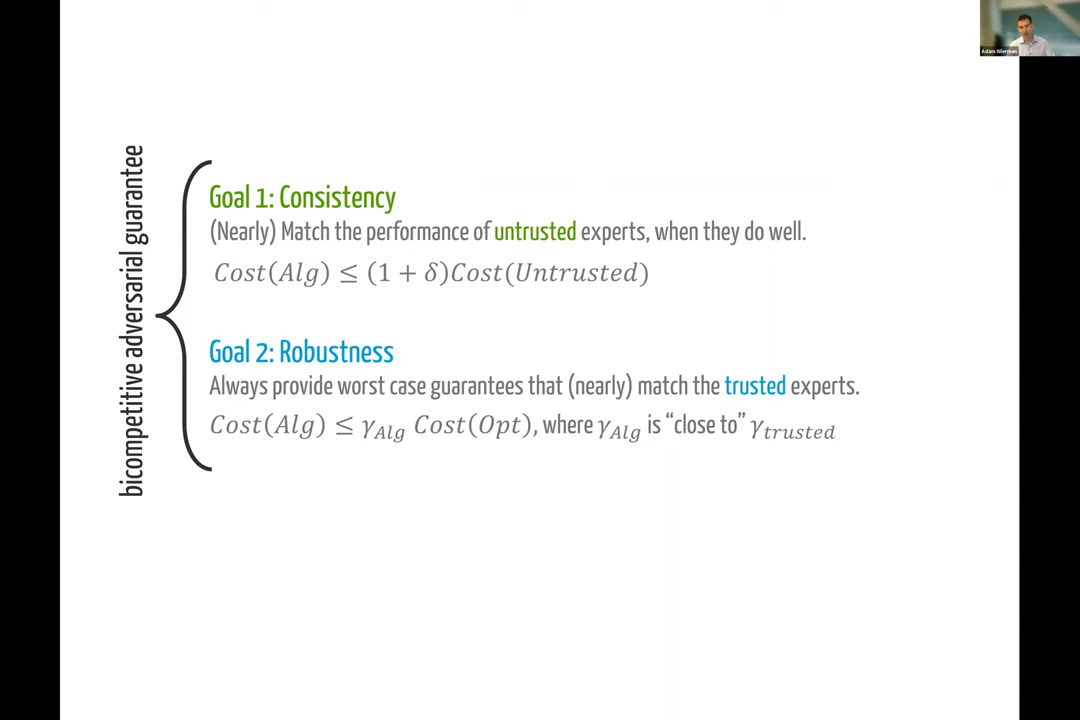 Adam Wierman
bicompetitive adversarial guarantee
Goal 1: Consistency
(Nearly) Match the performance of untrusted experts, when they do well.
Cost(Alg) ≤ (1 + δ)Cost(Untrusted)
Goal 2: Robustness
Always provide worst case guarantees that (nearly) match the trusted experts.
Cost(Alg) ≤ γ_Alg Cost(Opt), where γ_Alg is “close to” γ_trusted